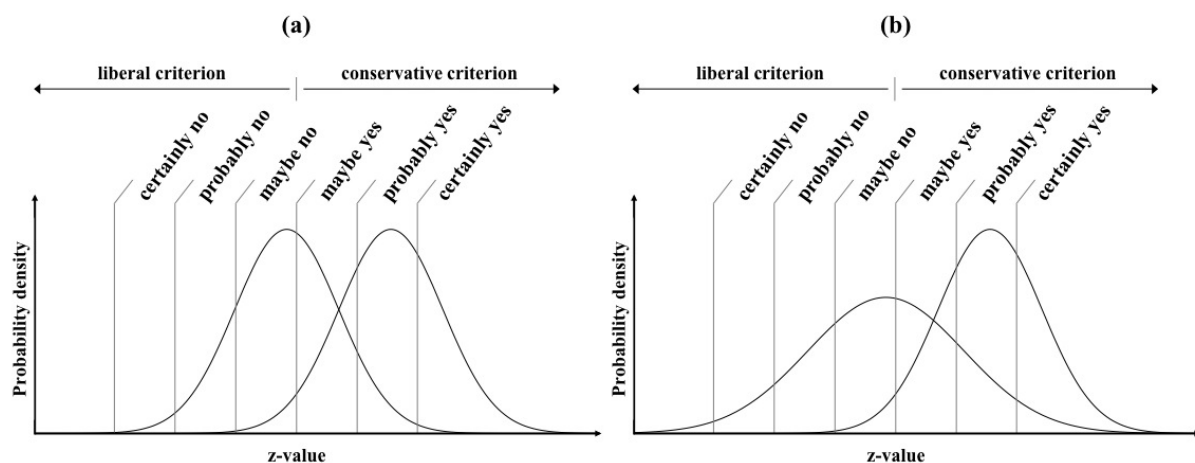 (a)
liberal criterion
conservative criterion
certainly no
probably no
maybe no
maybe yes
probably yes
certainly yes
Probability density
z-value
(b)
liberal criterion
conservative criterion
certainly no
probably no
maybe no
maybe yes
probably yes
certainly yes
Probability density
z-value